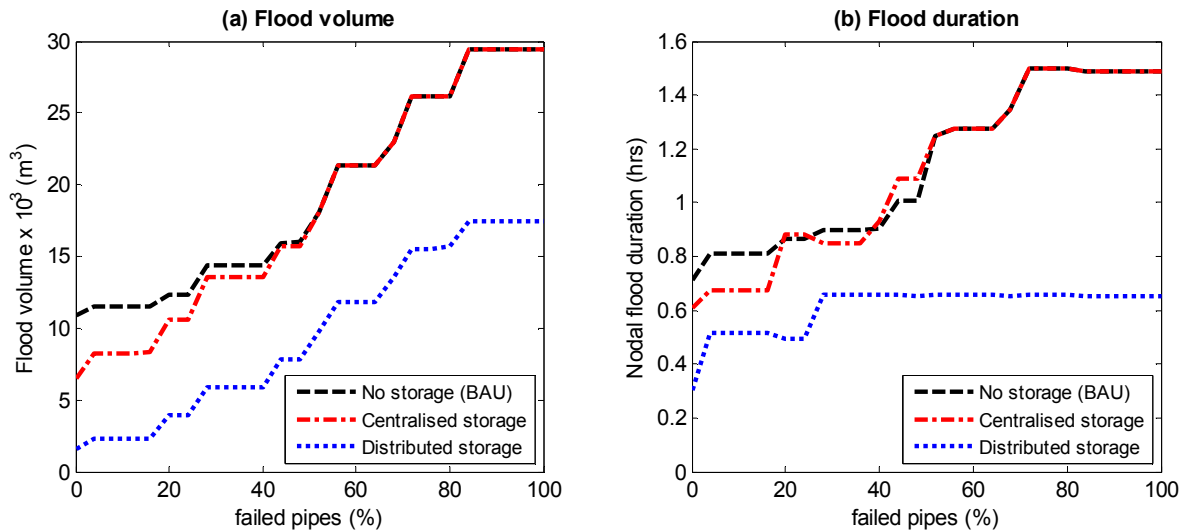 (a) Flood volume
30
25
20
15
10
5
0
0 20 40 60 80 100
Flood volume x 10³ (m³)
failed pipes (%)
No storage (BAU)
Centralised storage
Distributed storage
(b) Flood duration
1.6
1.4
1.2
1
0.8
0.6
0.4
0.2
0
0 20 40 60 80 100
Nodal flood duration (hrs)
failed pipes (%)
No storage (BAU)
Centralised storage
Distributed storage